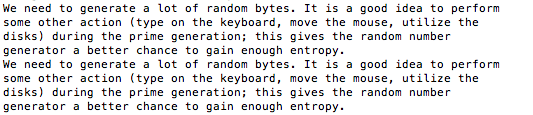 We need to generate a lot of random bytes. It is a good idea to perform
some other action (type on the keyboard, move the mouse, utilize the
disks) during the prime generation; this gives the random number
generator a better chance to gain enough entropy.
We need to generate a lot of random bytes. It is a good idea to perform
some other action (type on the keyboard, move the mouse, utilize the
disks) during the prime generation; this gives the random number
generator a better chance to gain enough entropy.